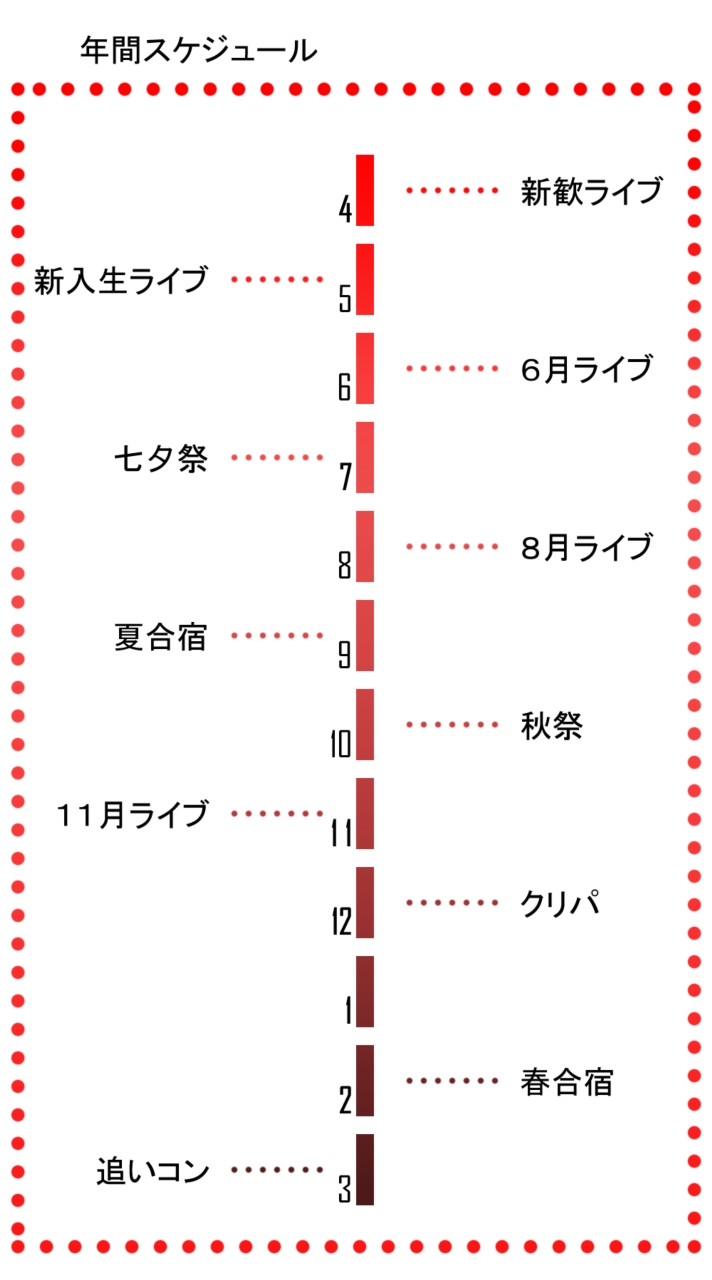 年間スケジュール
4 新歓ライブ
新入生ライブ 5
6 ６月ライブ
七夕祭 7
8 ８月ライブ
夏合宿 9
10 秋祭
１１月ライブ 11
12 クリパ
1
2 春合宿
追いコン 3